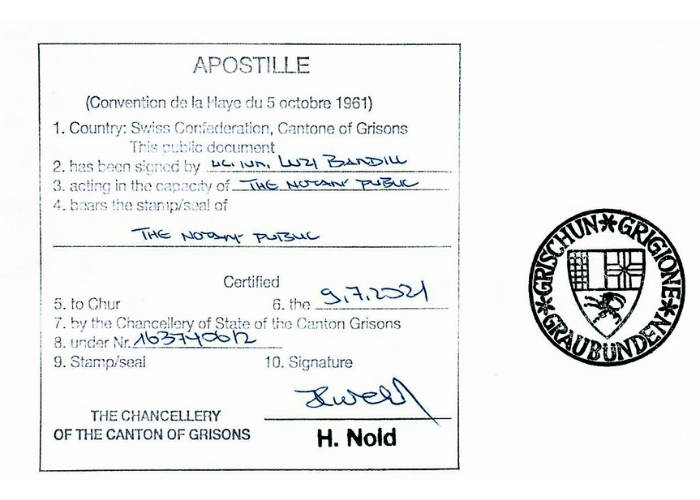 APOSTILLE
(Convention de la Haye du 5 octobre 1961)
1. Country: Swiss Confederation, Cantone of Grisons
This public document
2. has been signed by lic. iur. LUZI BARDILL
3. acting in the capacity of THE NOTARY PUBLIC
4. bears the stamp/seal of
THE NOTARY PUBLIC
Certified
5. to Chur 6. the 9.7.2021
7. by the Chancellery of State of the Canton Grisons
8. under Nr.
9. Stamp/seal 10. Signature
THE CHANCELLERY
OF THE CANTON OF GRISONS
H. Nold
GRISCHUN * GRIGIONE * GRAUBÜNDEN *